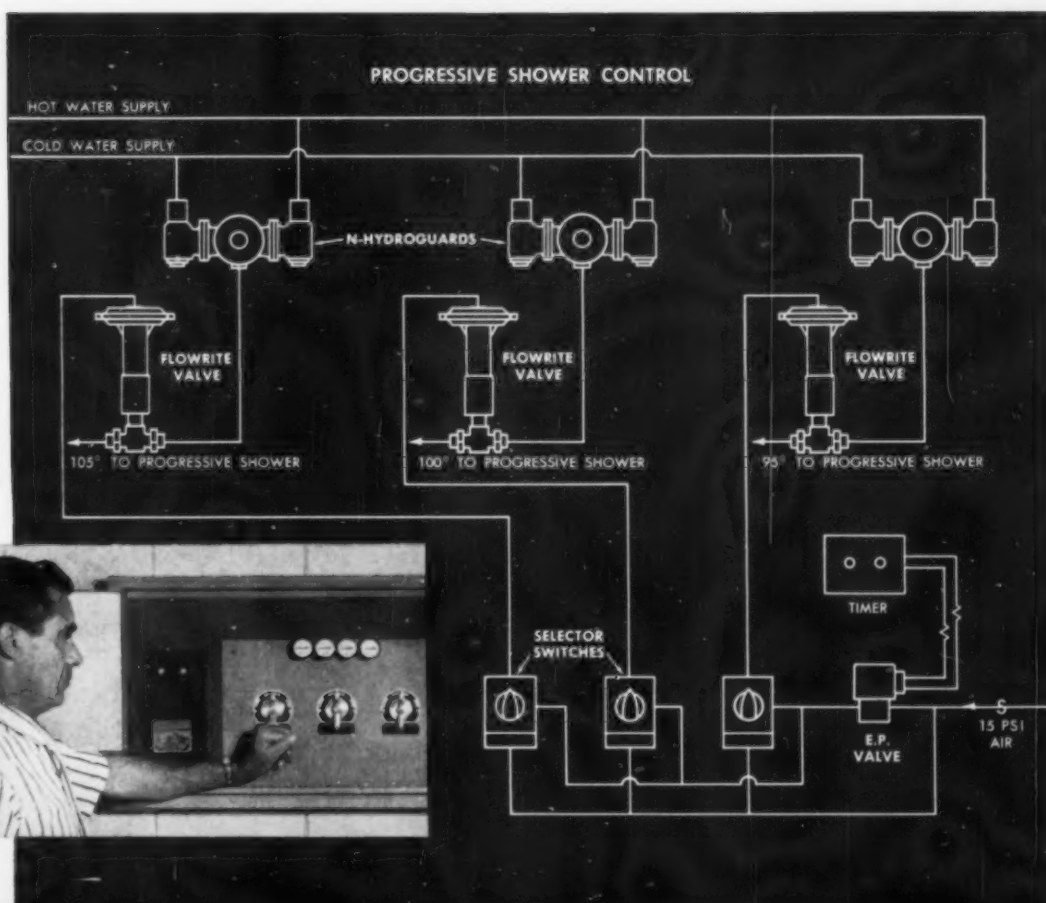 PROGRESSIVE SHOWER CONTROL
HOT WATER SUPPLY
COLD WATER SUPPLY
N-HYDROGUARDS
FLOWRITE
VALVE
FLOWRITE
VALVE
FLOWRITE
VALVE
105° TO PROGRESSIVE SHOWER
100° TO PROGRESSIVE SHOWER
95° TO PROGRESSIVE SHOWER
TIMER
SELECTOR
SWITCHES
E.P.
VALVE
S
15 PSI
AIR